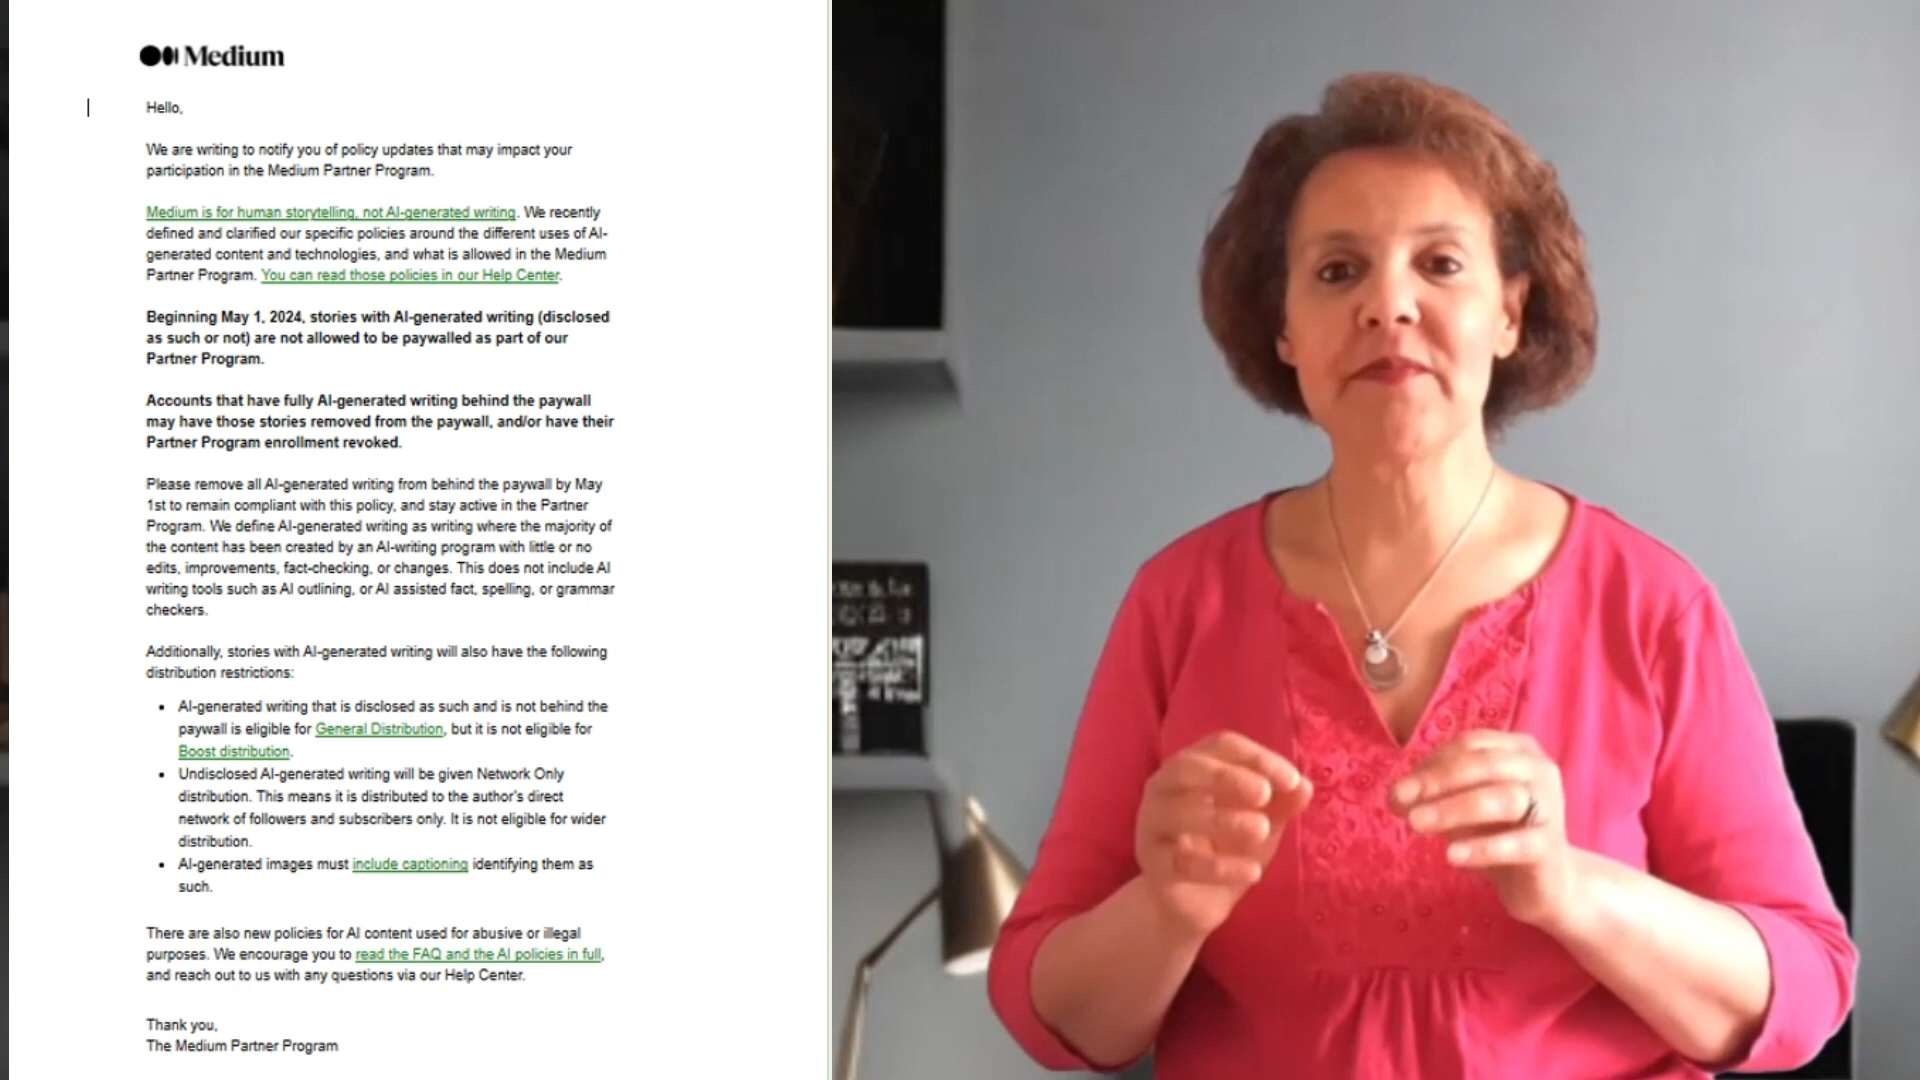 Medium
Hello,
We are writing to notify you of policy updates that may impact your
participation in the Medium Partner Program.
Medium is for human storytelling, not AI-generated writing. We recently
defined and clarified our specific policies around the different uses of AI-
generated content and technologies, and what is allowed in the Medium
Partner Program. You can read those policies in our Help Center.
Beginning May 1, 2024, stories with AI-generated writing (disclosed
as such or not) are not allowed to be paywalled as part of our
Partner Program.
Accounts that have fully AI-generated writing behind the paywall
may have those stories removed from the paywall, and/or have their
Partner Program enrollment revoked.
Please remove all AI-generated writing from behind the paywall by May
1st to remain compliant with this policy, and stay active in the Partner
Program. We define AI-generated writing as writing where the majority of
the content has been created by an AI-writing program with little or no
edits, improvements, fact-checking, or changes. This does not include AI
writing tools such as AI outlining, or AI assisted fact, spelling, or grammar
checkers.
Additionally, stories with AI-generated writing will also have the following
distribution restrictions:
• AI-generated writing that is disclosed as such and is not behind the
paywall is eligible for General Distribution, but it is not eligible for
Boost distribution.
• Undisclosed AI-generated writing will be given Network Only
distribution. This means it is distributed to the author's direct
network of followers and subscribers only. It is not eligible for wider
distribution.
• AI-generated images must include captioning identifying them as
such.
There are also new policies for AI content used for abusive or illegal
purposes. We encourage you to read the FAQ and the AI policies in full,
and reach out to us with any questions via our Help Center.
Thank you,
The Medium Partner Program